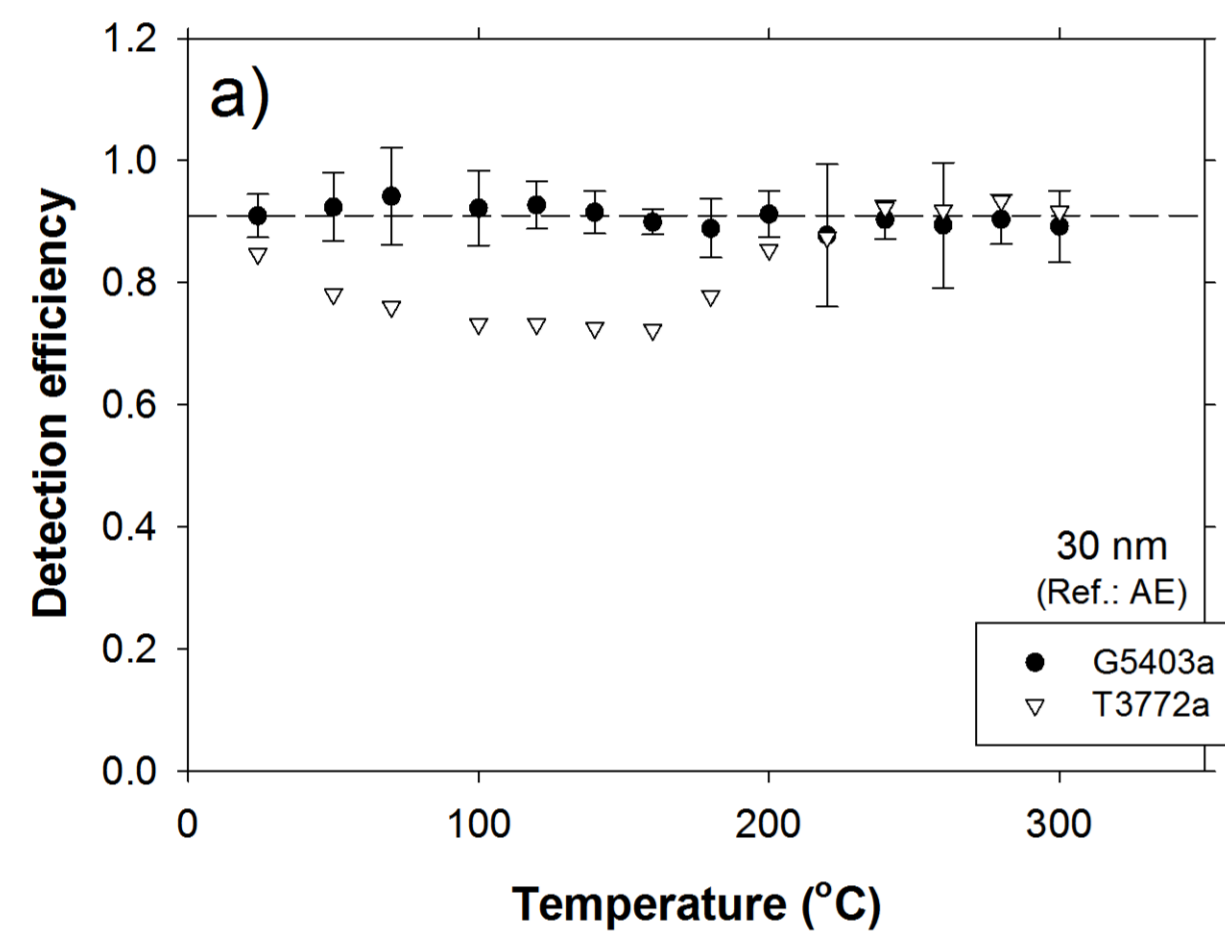 a)
1.2
1.0
0.8
0.6
0.4
0.2
0.0
Detection efficiency
30 nm
(Ref.: AE)
G5403a
T3772a
0 100 200 300
Temperature (°C)